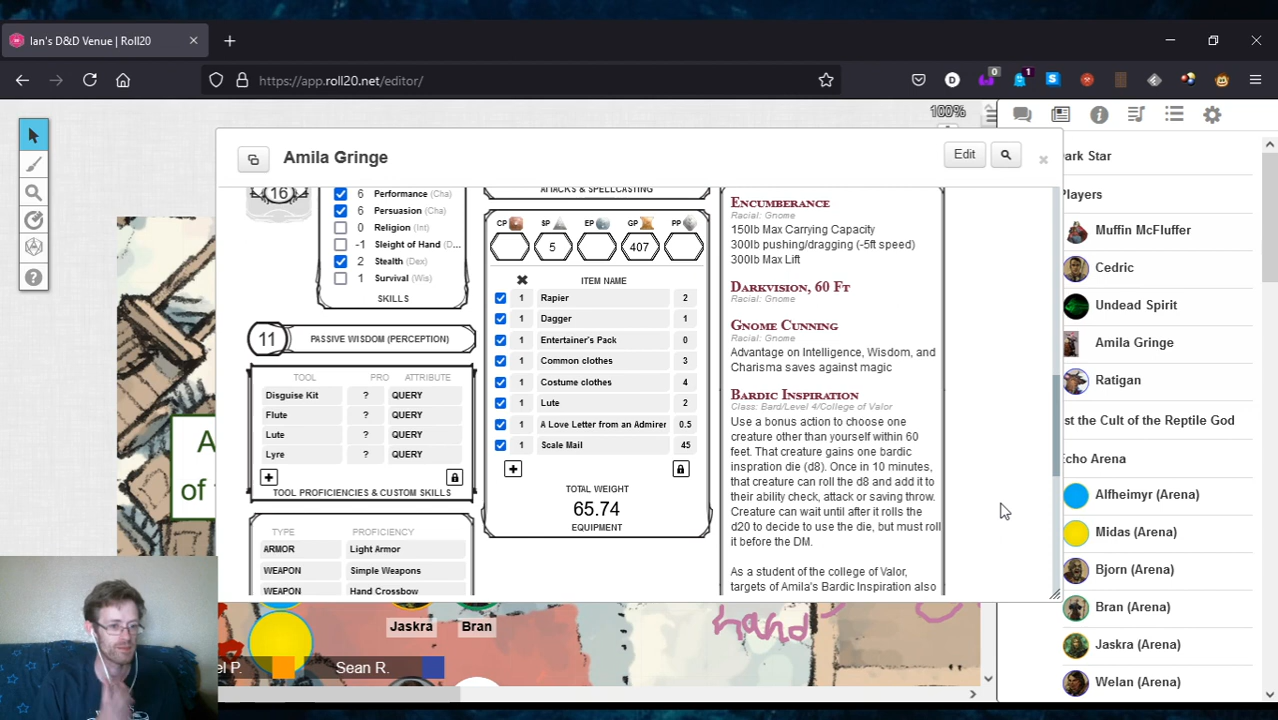 Ian's D&D Venue | Roll20
https://app.roll20.net/editor/
0
1
100%
Amila Gringe
Edit
16
6 Performance (Cha)
6 Persuasion (Cha)
0 Religion (Int)
-1 Sleight of Hand (D...
2 Stealth (Dex)
1 Survival (Wis)
SKILLS
11 PASSIVE WISDOM (PERCEPTION)
TOOL PRO ATTRIBUTE
Disguise Kit ? QUERY
Flute ? QUERY
Lute ? QUERY
Lyre ? QUERY
TOOL PROFICIENCIES & CUSTOM SKILLS
TYPE PROFICIENCY
ARMOR Light Armor
WEAPON Simple Weapons
WEAPON Hand Crossbow
ATTACKS & SPELLCASTING
CP SP EP GP PP
5 407
ITEM NAME
1 Rapier 2
1 Dagger 1
1 Entertainer's Pack 0
1 Common clothes 3
1 Costume clothes 4
1 Lute 2
1 A Love Letter from an Admirer 0.5
1 Scale Mail 45
TOTAL WEIGHT
65.74
EQUIPMENT
Encumberance
Racial: Gnome
150lb Max Carrying Capacity
300lb pushing/dragging (-5ft speed)
300lb Max Lift
Darkvision, 60 Ft
Racial: Gnome
Gnome Cunning
Racial: Gnome
Advantage on Intelligence, Wisdom, and
Charisma saves against magic
Bardic Inspiration
Class: Bard/Level 4/College of Valor
Use a bonus action to choose one
creature other than yourself within 60
feet. That creature gains one bardic
inspration die (d8). Once in 10 minutes,
that creature can roll the d8 and add it to
their ability check, attack or saving throw.
Creature can wait until after it rolls the
d20 to decide to use the die, but must roll
it before the DM.
As a student of the college of Valor,
targets of Amila's Bardic Inspiration also
ark Star
Players
Muffin McFluffer
Cedric
Undead Spirit
Amila Gringe
Ratigan
st the Cult of the Reptile God
Echo Arena
Alfheimyr (Arena)
Midas (Arena)
Bjorn (Arena)
Bran (Arena)
Jaskra (Arena)
Welan (Arena)
A
of
Jaskra
Bran
hand
el P.
Sean R.